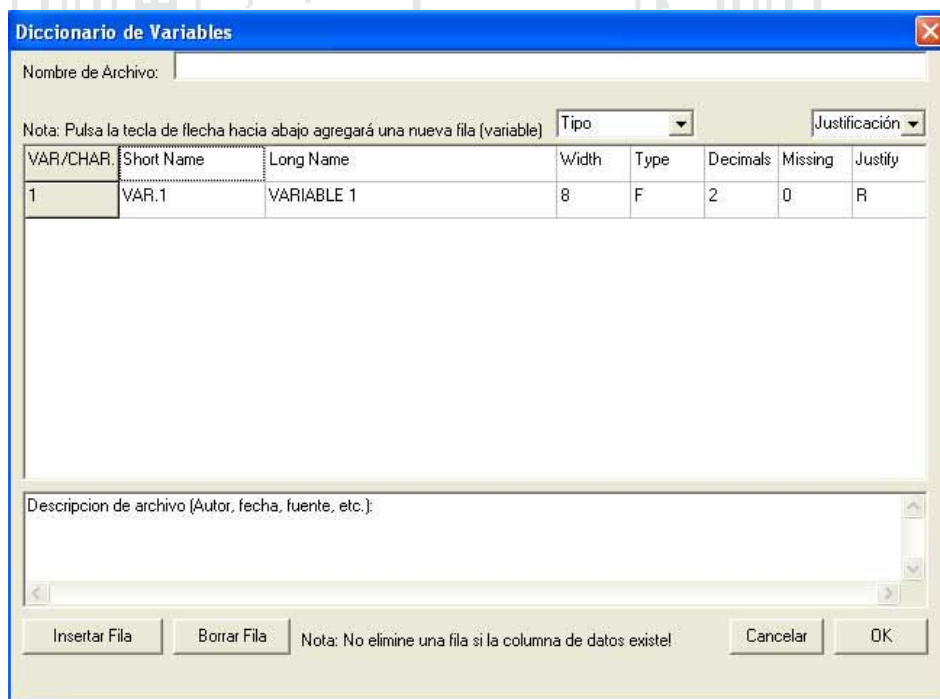 Diccionario de Variables
Nombre de Archivo:
Nota: Pulsa la tecla de flecha hacia abajo agregará una nueva fila (variable) Tipo Justificación
VAR/CHAR. Short Name Long Name Width Type Decimals Missing Justify
1 VAR.1 VARIABLE 1 8 F 2 0 R
Descripcion de archivo (Autor, fecha, fuente, etc.):
Insertar Fila Borrar Fila Nota: No elimine una fila si la columna de datos existe! Cancelar OK